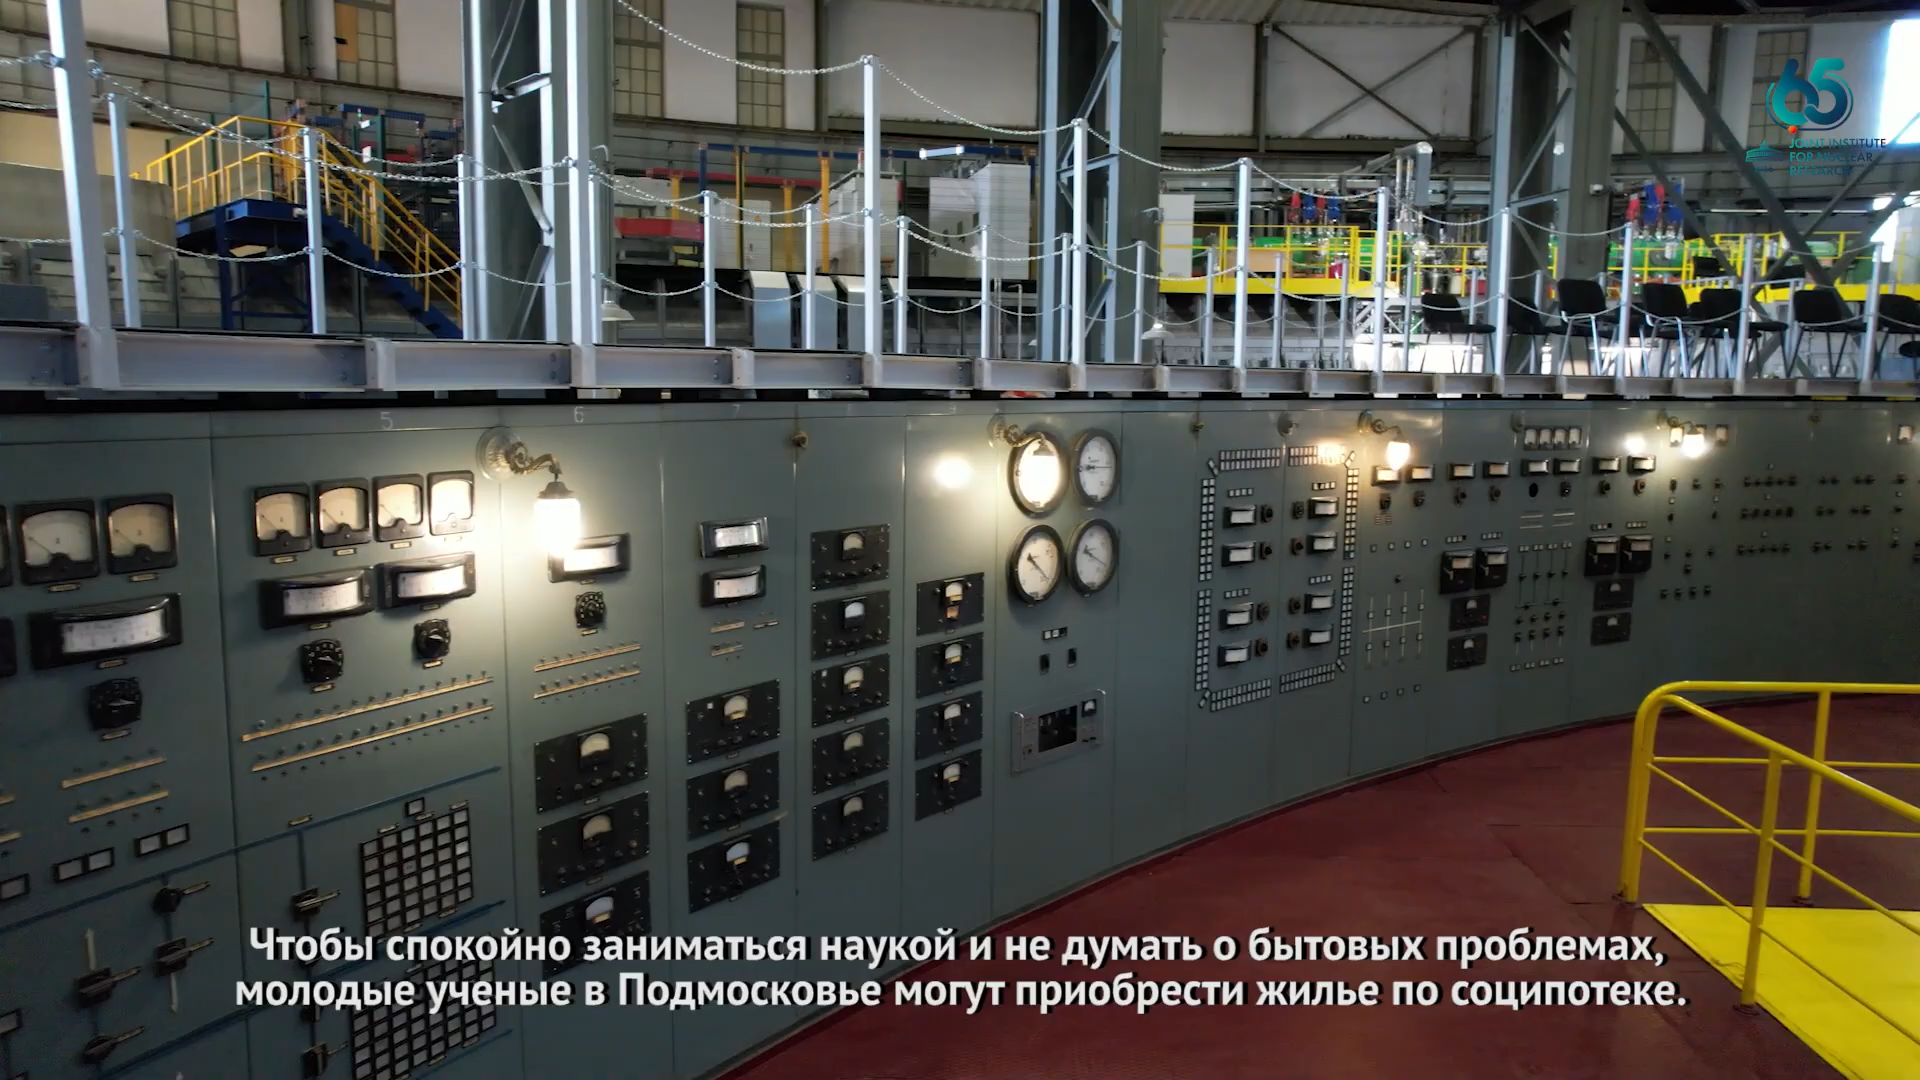 65
JOINT INSTITUTE
FOR NUCLEAR
RESEARCH
5
6
7
Чтобы спокойно заниматься наукой и не думать о бытовых проблемах,
молодые ученые в Подмосковье могут приобрести жилье по соципотеке.